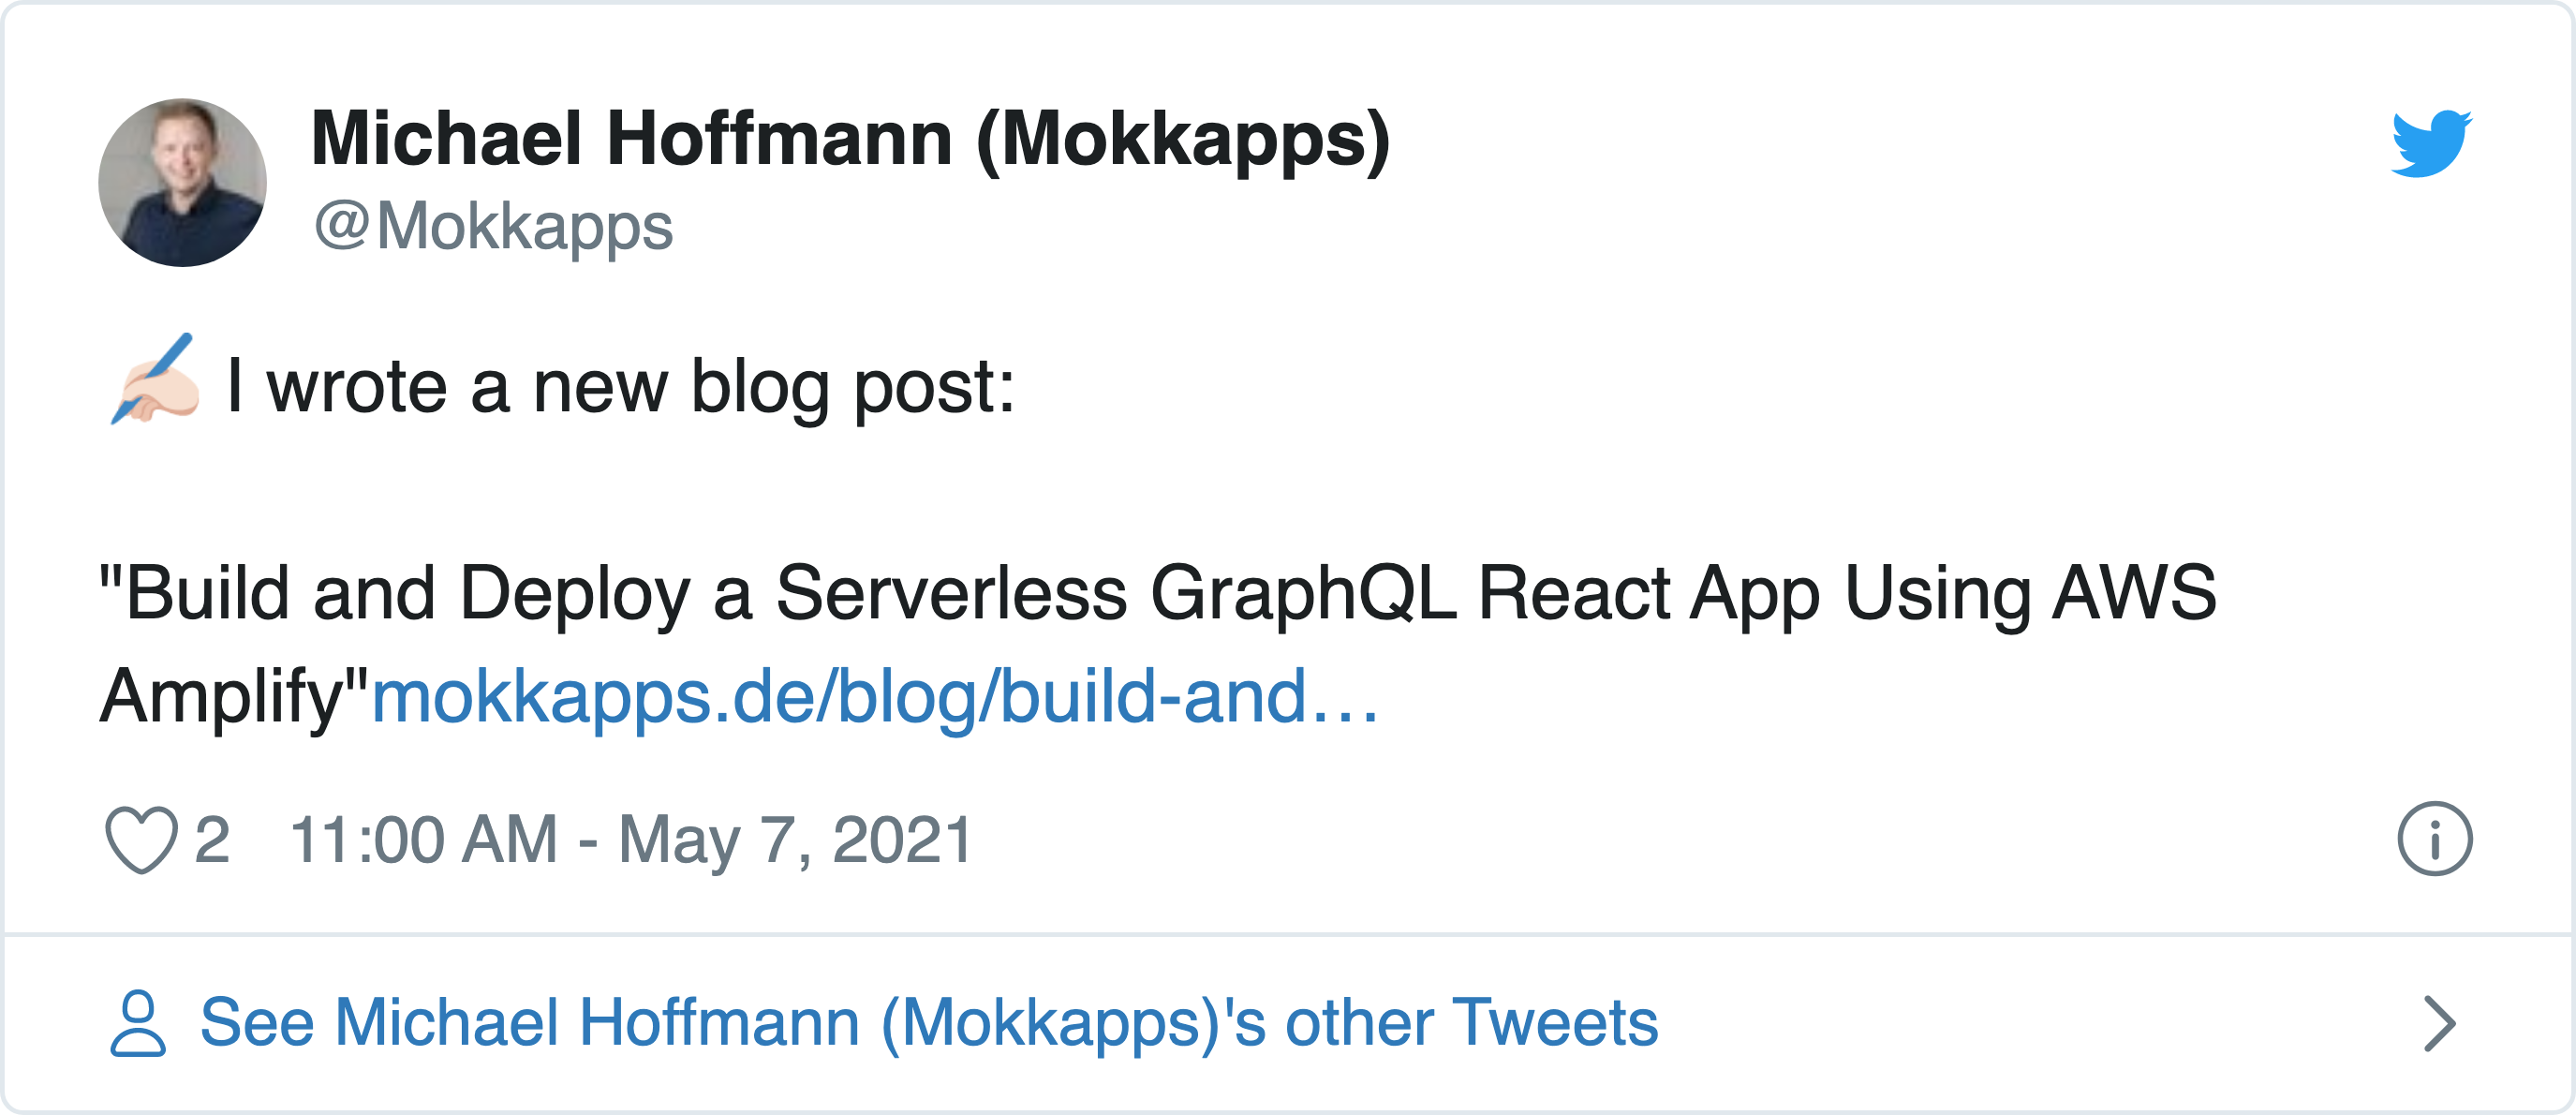 Michael Hoffmann (Mokkapps)
@Mokkapps
✍🏻 I wrote a new blog post:
"Build and Deploy a Serverless GraphQL React App Using AWS
Amplify"mokkapps.de/blog/build-and…
2 11:00 AM - May 7, 2021
See Michael Hoffmann (Mokkapps)'s other Tweets